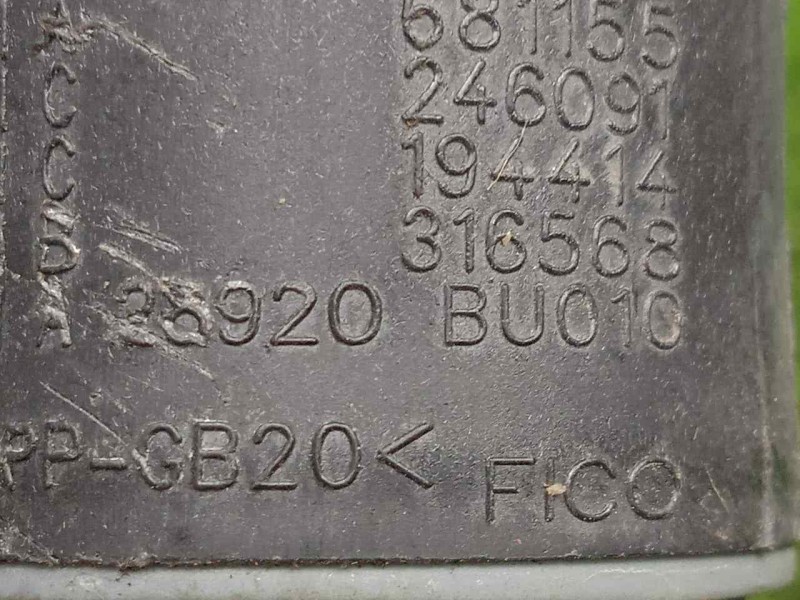 A 681155
C 246091
C 194414
D 316568
A 28920 BU010
PP-GB20< FICO